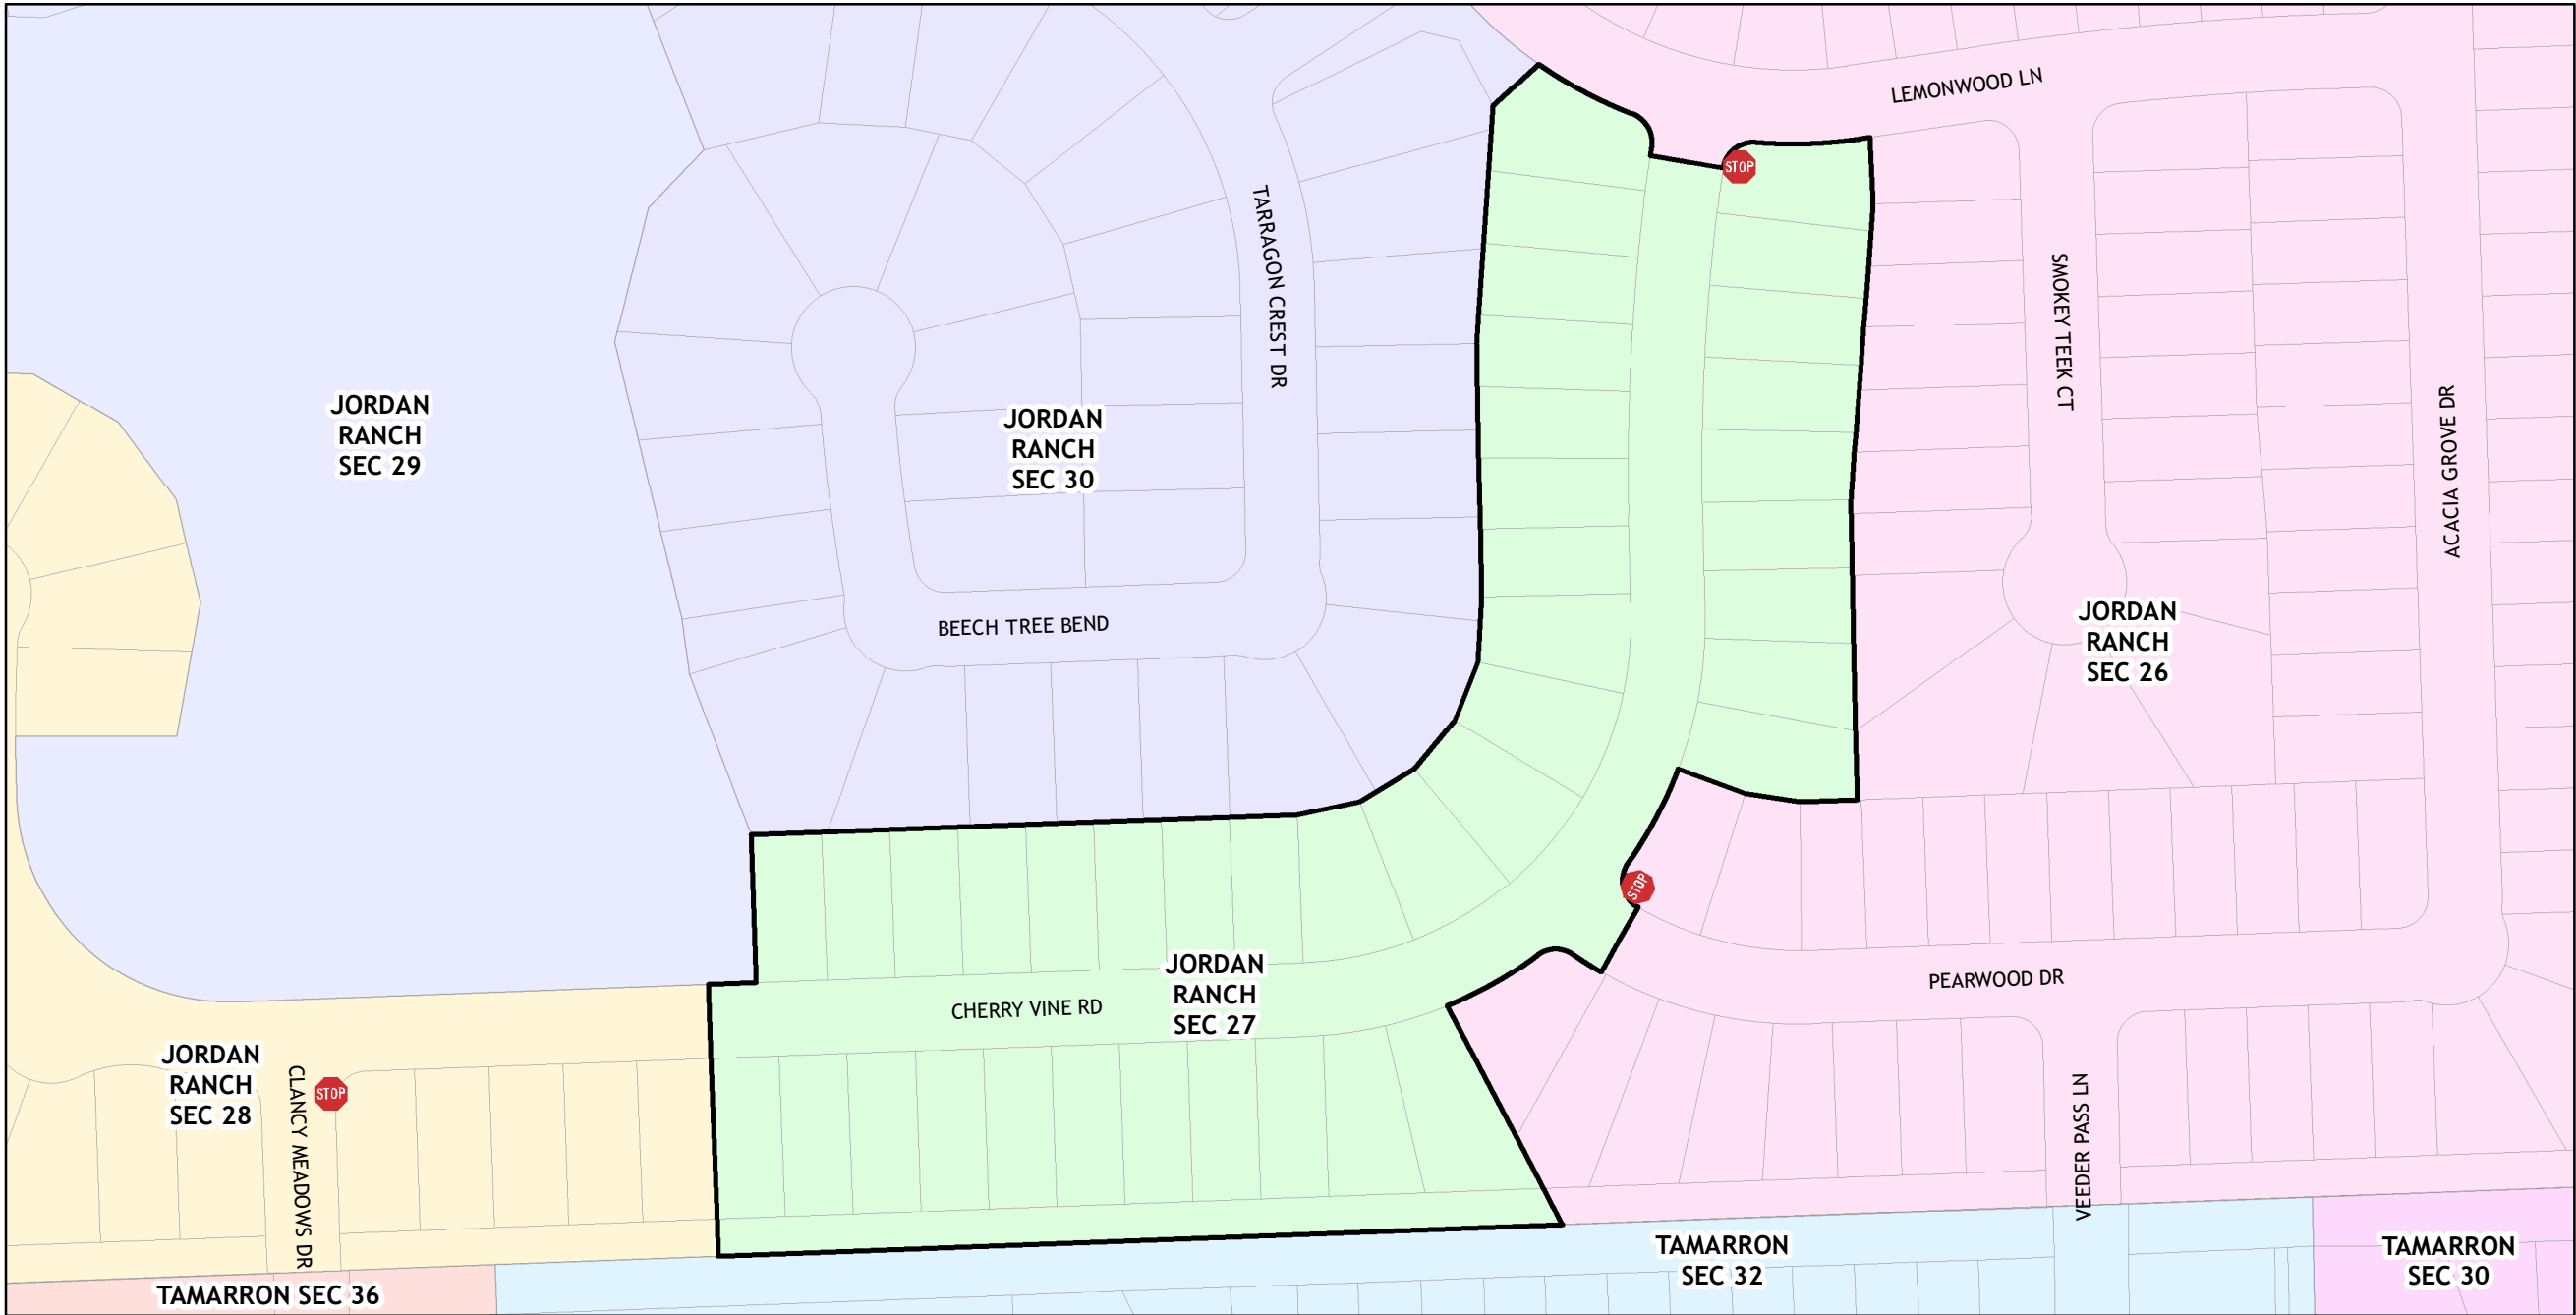 LEMONWOOD LN
STOP
TARRAGON CREST DR
SMOKEY TEEK CT
JORDAN
RANCH
SEC 29
JORDAN
RANCH
SEC 30
ACACIA GROVE DR
BEECH TREE BEND
JORDAN
RANCH
SEC 26
STOP
JORDAN
RANCH
SEC 27
CHERRY VINE RD
PEARWOOD DR
JORDAN
RANCH
SEC 28
CLANCY MEADOWS DR
STOP
VEEDER PASS LN
TAMARRON
SEC 32
TAMARRON
SEC 30
TAMARRON SEC 36